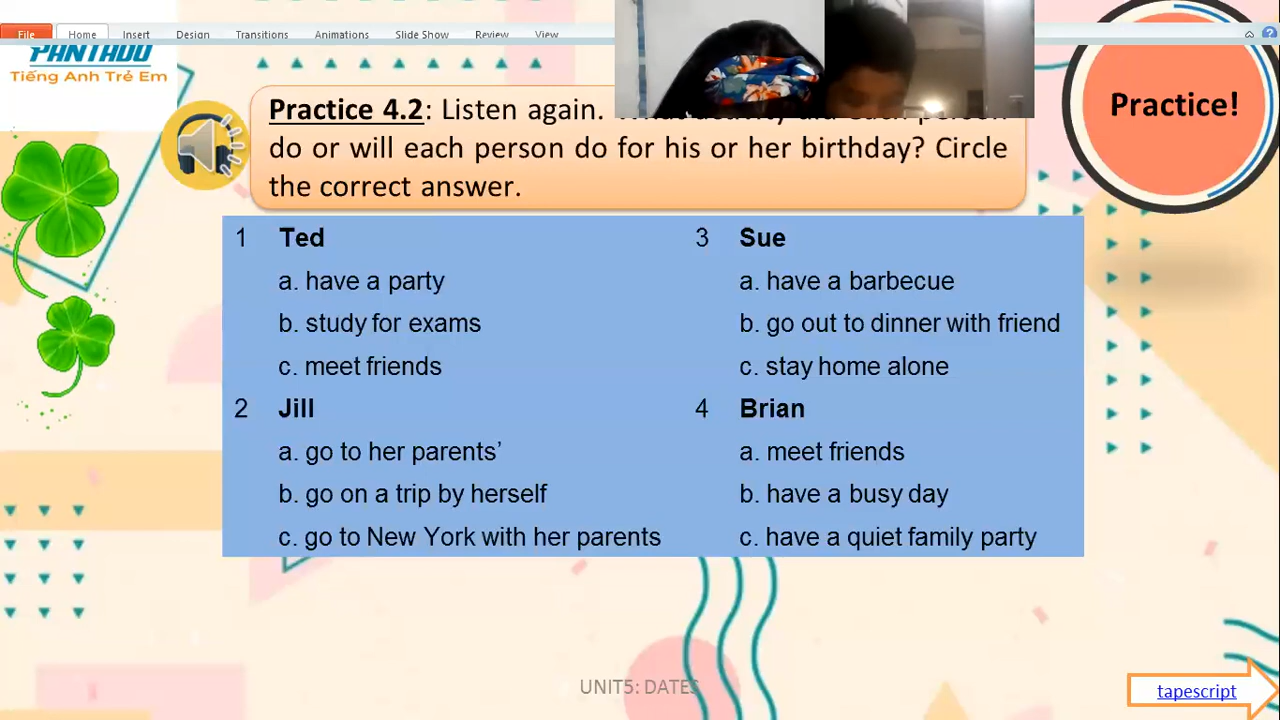 File Home Insert Design Transitions Animations Slide Show Review View
PANTADO
Tiếng Anh Trẻ Em
Practice!
Practice 4.2: Listen again.
do or will each person do for his or her birthday? Circle
the correct answer.
1 Ted
a. have a party
b. study for exams
c. meet friends
2 Jill
a. go to her parents’
b. go on a trip by herself
c. go to New York with her parents
3 Sue
a. have a barbecue
b. go out to dinner with friend
c. stay home alone
4 Brian
a. meet friends
b. have a busy day
c. have a quiet family party
UNIT5: DATES
tapescript